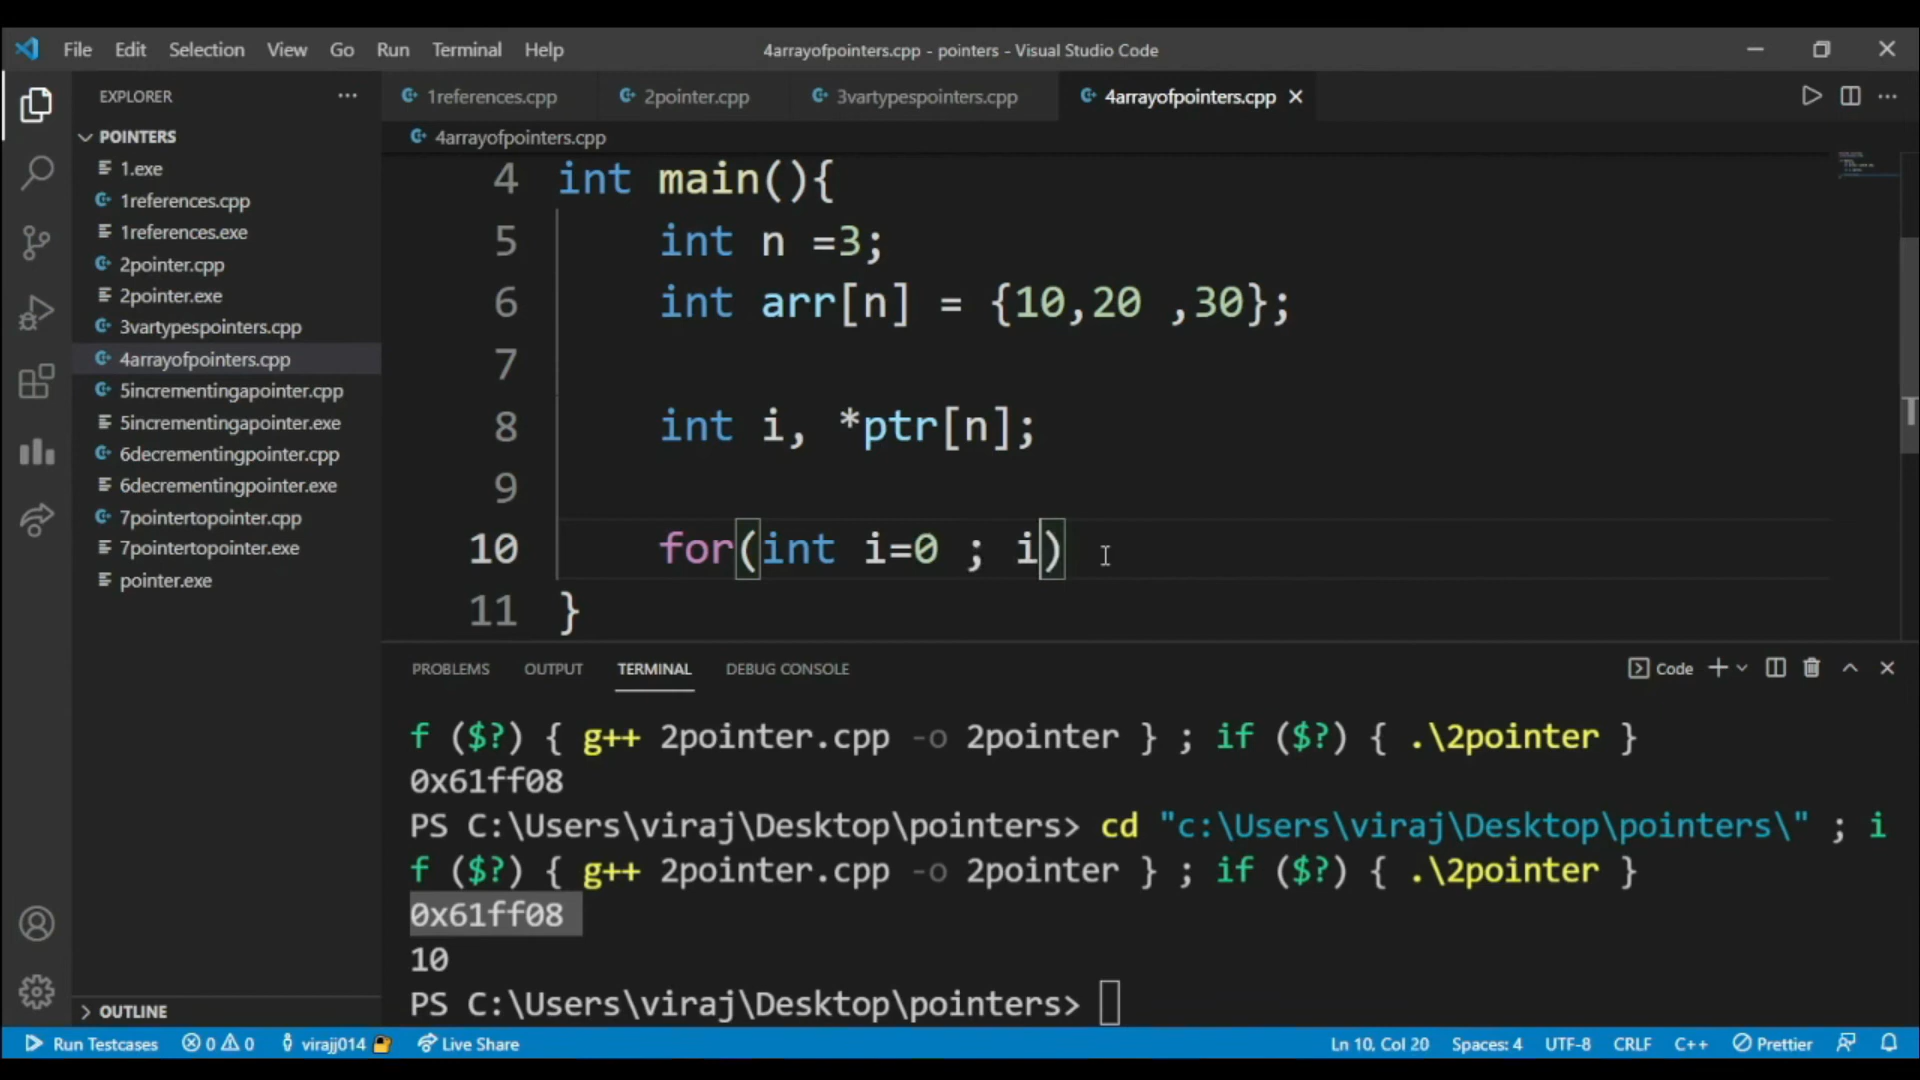 File Edit Selection View Go Run Terminal Help
4arrayofpointers.cpp - pointers - Visual Studio Code
EXPLORER
1references.cpp 2pointer.cpp 3vartypespointers.cpp 4arrayofpointers.cpp
POINTERS
1.exe
1references.cpp
1references.exe
2pointer.cpp
2pointer.exe
3vartypespointers.cpp
4arrayofpointers.cpp
5incrementingapointer.cpp
5incrementingapointer.exe
6decrementingpointer.cpp
6decrementingpointer.exe
7pointertopointer.cpp
7pointertopointer.exe
pointer.exe
OUTLINE
4arrayofpointers.cpp
4 int main(){
5 int n =3;
6 int arr[n] = {10,20 ,30};
7
8 int i, *ptr[n];
9
10 for(int i=0 ; i)
11 }
PROBLEMS OUTPUT TERMINAL DEBUG CONSOLE
Code
f ($?) { g++ 2pointer.cpp -o 2pointer } ; if ($?) { .\2pointer }
0x61ff08
PS C:\Users\viraj\Desktop\pointers> cd "c:\Users\viraj\Desktop\pointers\" ; i
f ($?) { g++ 2pointer.cpp -o 2pointer } ; if ($?) { .\2pointer }
0x61ff08
10
PS C:\Users\viraj\Desktop\pointers>
Run Testcases 0 0 virajj014 Live Share Ln 10, Col 20 Spaces: 4 UTF-8 CRLF C++ Prettier